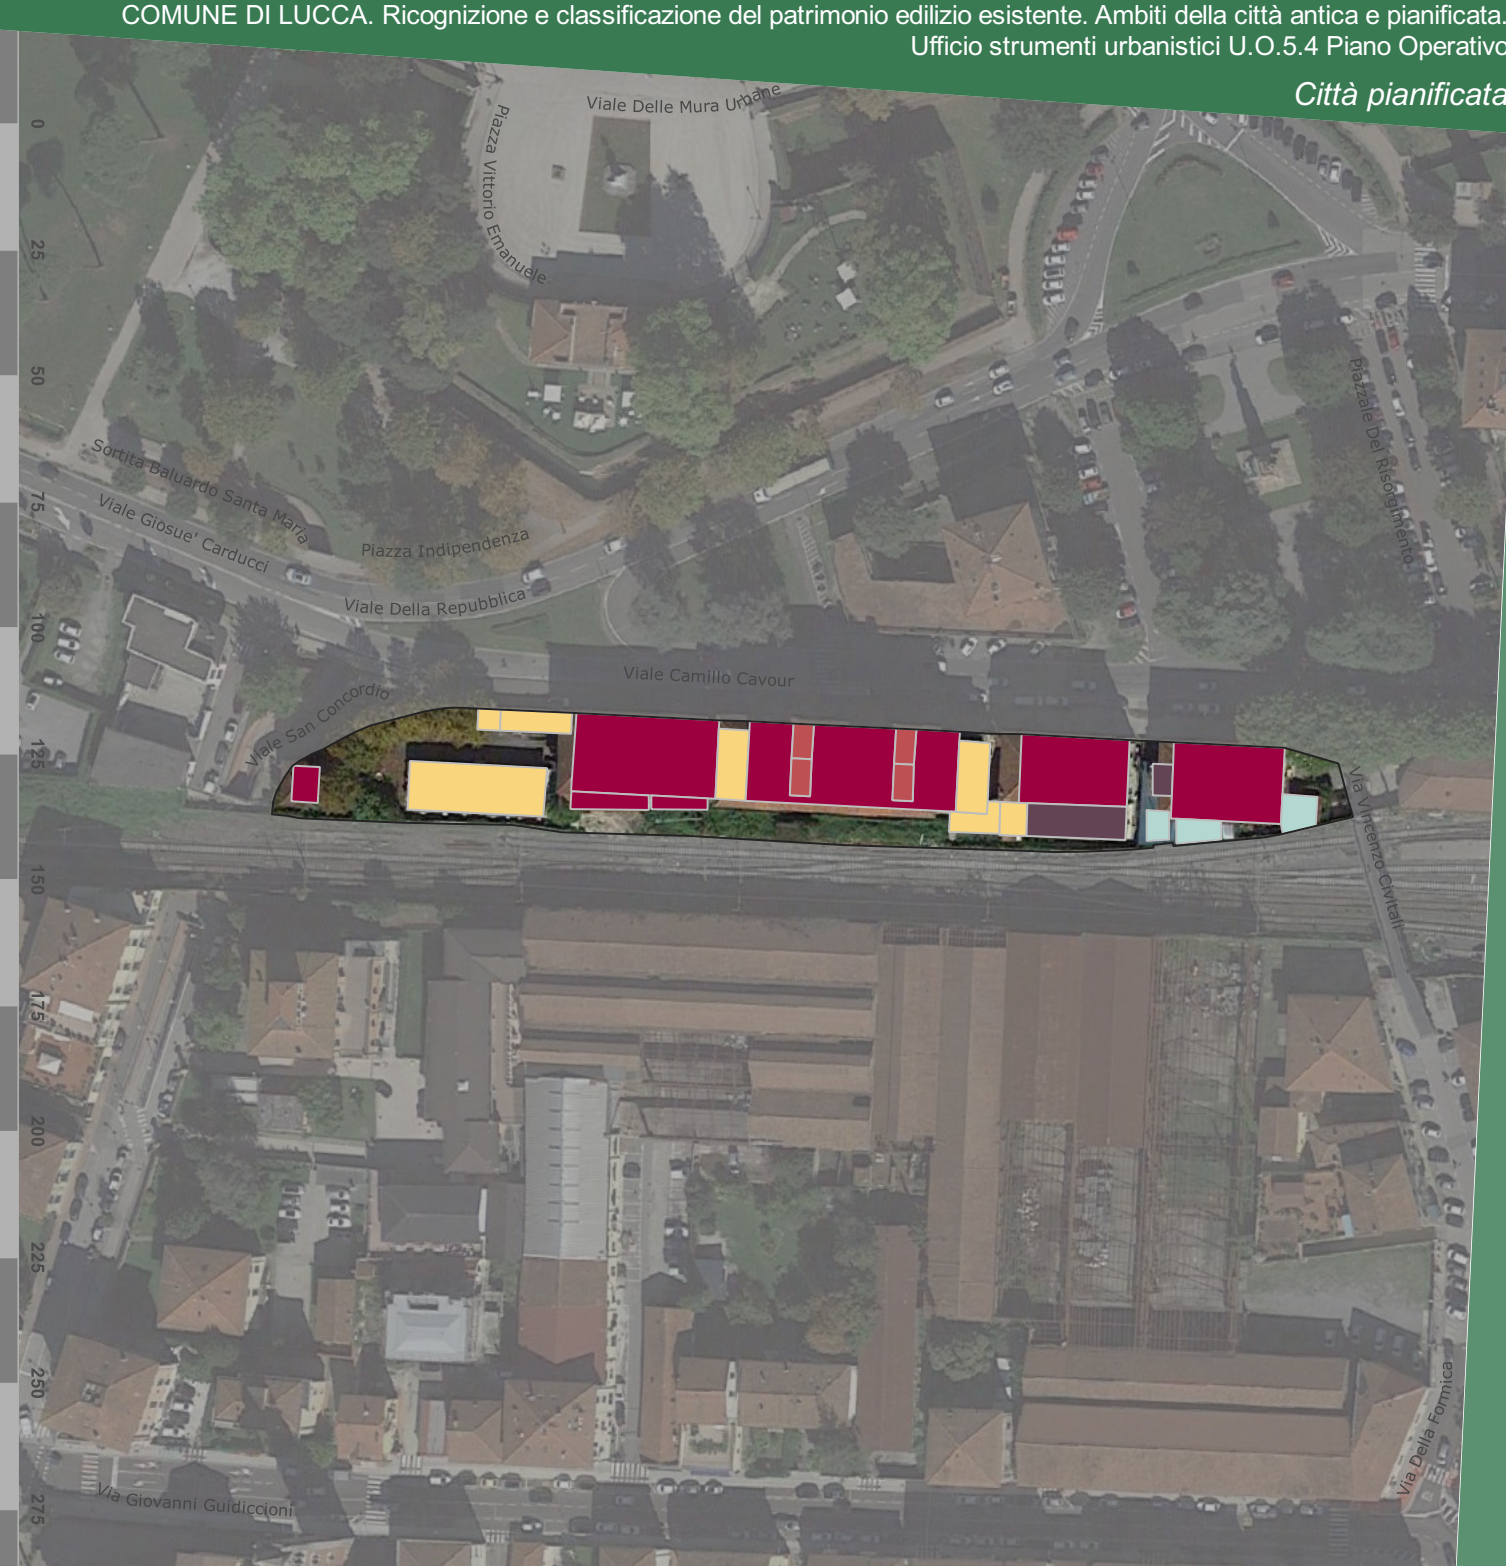 COMUNE DI LUCCA. Ricognizione e classificazione del patrimonio edilizio esistente. Ambiti della città antica e pianificata.
Ufficio strumenti urbanistici U.O.5.4 Piano Operativo
Città pianificata
Viale Delle Mura Urbane
Piazza Vittorio Emanuele
0
25
50
75
100
125
150
175
200
225
250
275
Piazzale Del Risorgimento
Sortita Baluardo Santa Maria
Viale Giosue' Carducci
Piazza Indipendenza
Viale Della Repubblica
Viale Camillo Cavour
Viale San Concordio
Via Vincenzo Civitali
Via Della Formica
Via Giovanni Guidiccioni